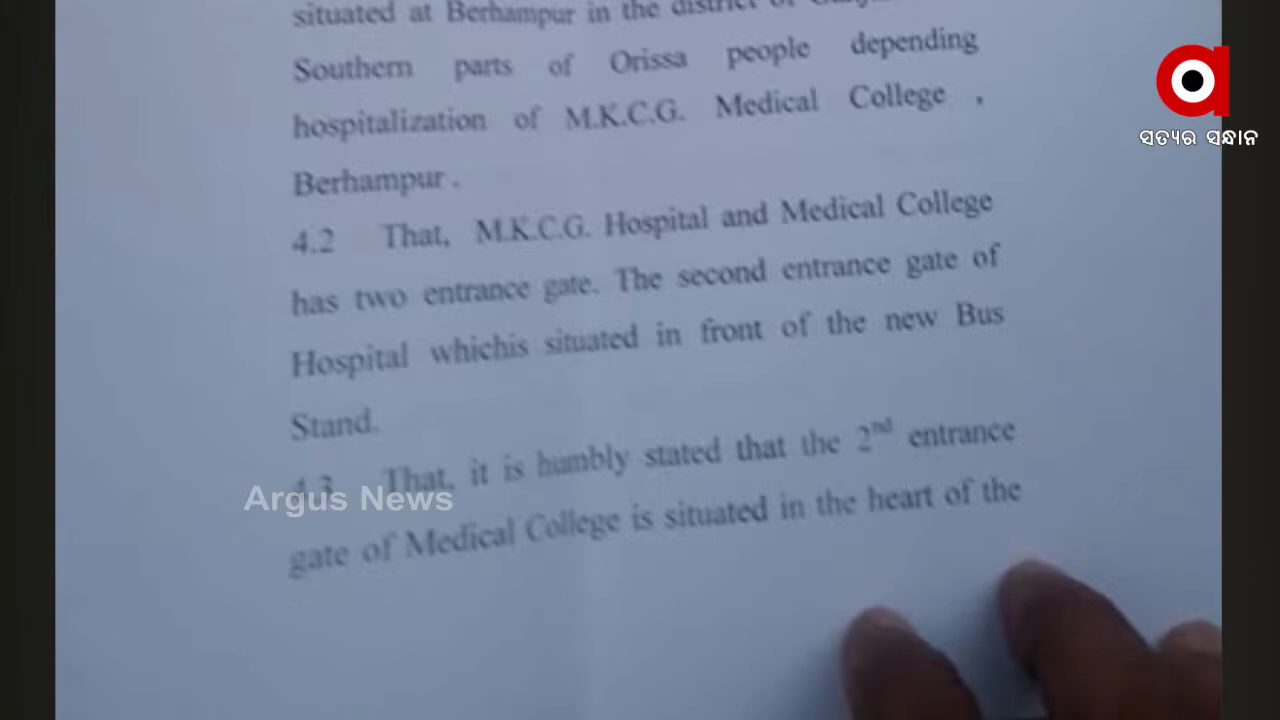 situated at Berhampur in the district of
Southern parts of Orissa people depending
hospitalization of M.K.C.G. Medical College ,
Berhampur .
4.2 That, M.K.C.G. Hospital and Medical College
has two entrance gate. The second entrance gate of
Hospital whichis situated in front of the new Bus
Stand.
4.3 That, it is humbly stated that the 2nd entrance
gate of Medical College is situated in the heart of the
Argus News
a
ସତ୍ୟର ସନ୍ଧାନ